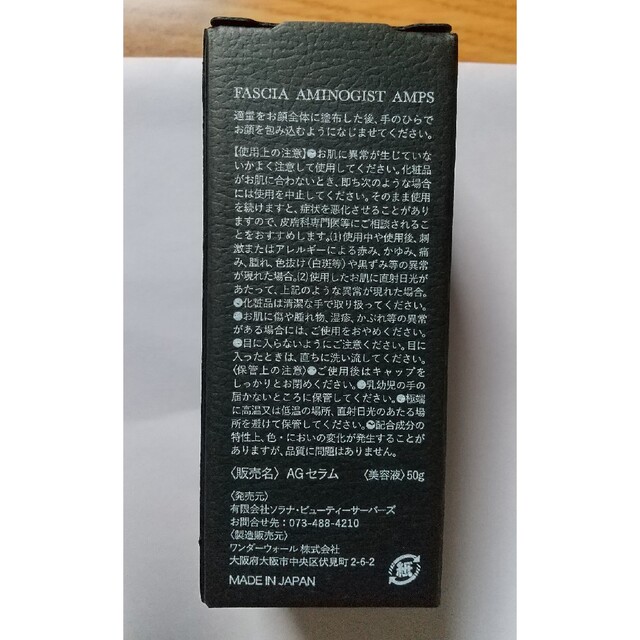 FASCIA AMINOGIST AMPS
適量をお顔全体に塗布した後、手のひらで
お顔を包み込むようになじませてください。
【使用上の注意】●お肌に異常が生じていな
いかよく注意して使用してください。化粧品
がお肌に合わないとき、即ち次のような場合
には使用を中止してください。そのまま使用
を続けますと、症状を悪化させることがあり
ますので、皮膚科専門医等にご相談されるこ
とをおすすめします。(1)使用中や使用後、刺
激またはアレルギーによる赤み、かゆみ、痛
み、腫れ、色抜け(白斑等)や黒ずみ等の異常
が現れた場合。(2)使用したお肌に直射日光が
あたって、上記のような異常が現れた場合。
●化粧品は清潔な手で取り扱ってください。
●お肌に傷や腫れ物、湿疹、かぶれ等の異常
がある場合には、ご使用をおやめください。
●目に入らないようにご注意ください。目に
入ったときは、直ちに洗い流してください。
〈保管上の注意〉●ご使用後はキャップを
しっかりとお閉めください。●乳幼児の手の
届かないところに保管してください。●極端
に高温又は低温の場所、直射日光のあたる場
所を避けて保管してください。●配合成分の
特性上、色・においの変化が発生することが
ありますが、品質に問題はありません。
〈販売名〉AGセラム 〈美容液〉50g
〈発売元〉
有限会社ソラナ・ビューティーサーバーズ
お問合せ先：073-488-4210
〈製造販売元〉
ワンダーウォール株式会社
大阪府大阪市中央区伏見町2-6-2
MADE IN JAPAN
紙